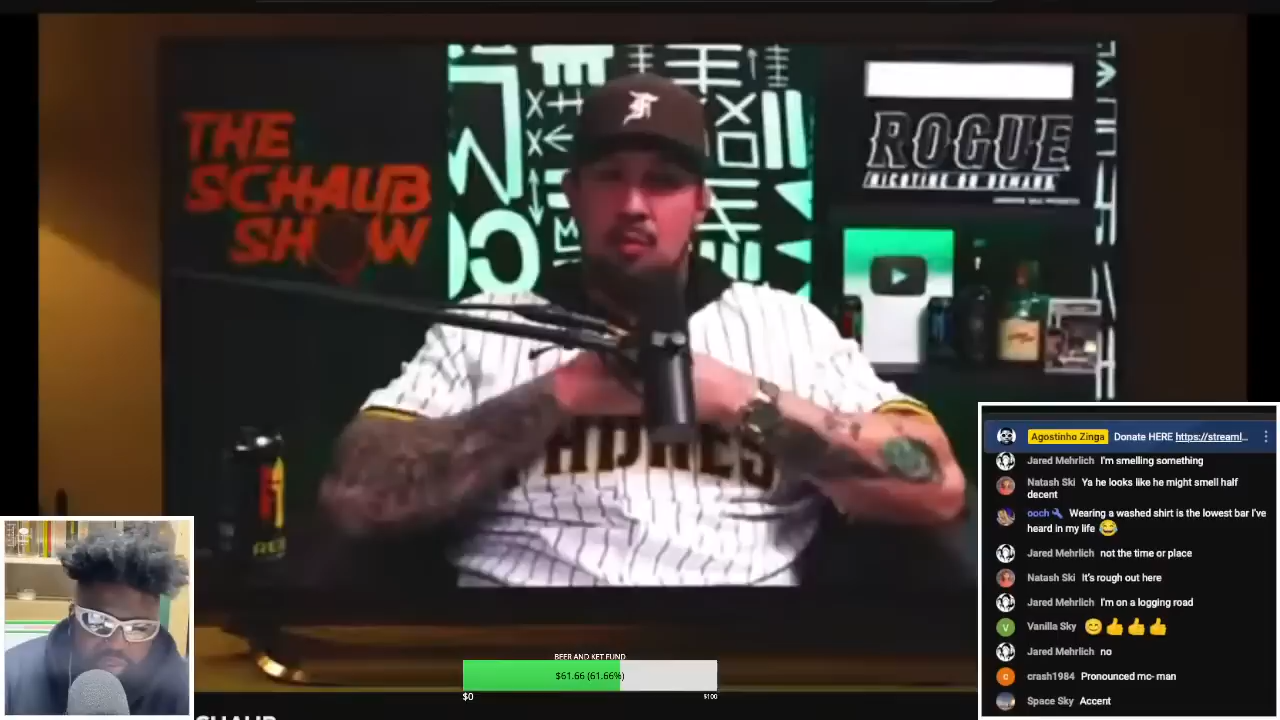 THE
SCHAUB
SHOW
ROGUE
NICOTINE ON DEMAND
Agostinho Zinga Donate HERE https://streaml...
Jared Mehrlich I'm smelling something
Natash Ski Ya he looks like he might smell half
decent
ooch Wearing a washed shirt is the lowest bar I've
heard in my life 😂
Jared Mehrlich not the time or place
Natash Ski It's rough out here
Jared Mehrlich I'm on a logging road
Vanilla Sky 😊👍👍👍
Jared Mehrlich no
crash1984 Pronounced mc- man
Space Sky Accent
BEER AND KET FUND
$61.66 (61.66%)
$0 $100
SCHAUB